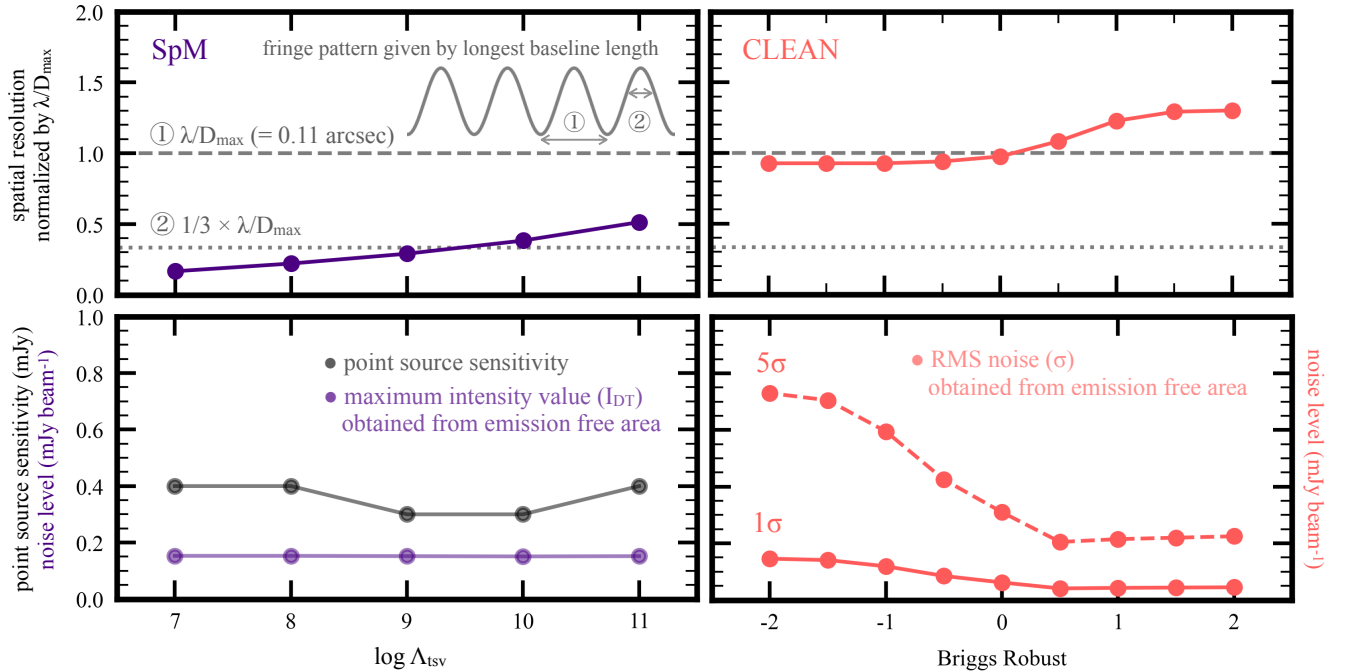 spatial resolution
normalized by λ/Dmax
2.0
1.5
1.0
0.5
0.0
SpM
fringe pattern given by longest baseline length
① λ/Dmax (= 0.11 arcsec)
①
②
② 1/3 × λ/Dmax
CLEAN
point source sensitivity (mJy)
noise level (mJy beam-1)
1.0
0.8
0.6
0.4
0.2
0.0
point source sensitivity
maximum intensity value (IDT)
obtained from emission free area
7 8 9 10 11
log Λtsv
5σ
RMS noise (σ)
obtained from emission free area
1σ
-2 -1 0 1 2
Briggs Robust
noise level (mJy beam-1)